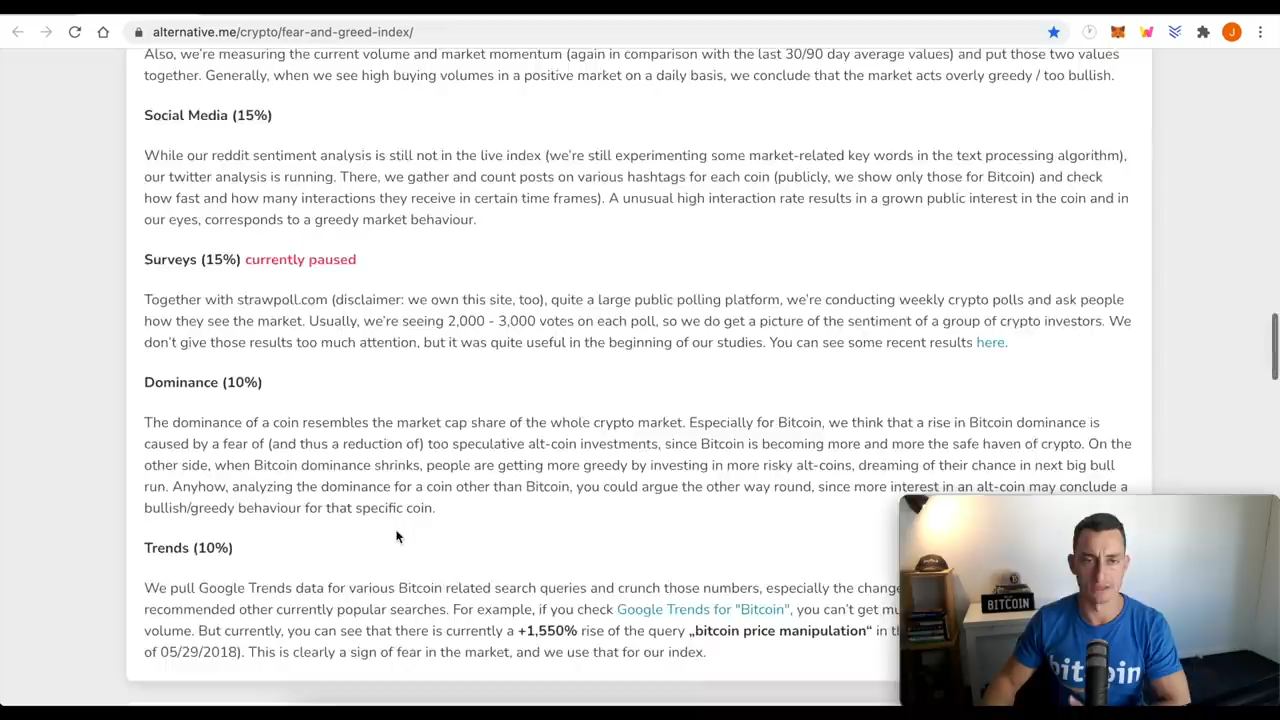 alternative.me/crypto/fear-and-greed-index/
J
Also, we're measuring the current volume and market momentum (again in comparison with the last 30/90 day average values) and put those two values
together. Generally, when we see high buying volumes in a positive market on a daily basis, we conclude that the market acts overly greedy / too bullish.
Social Media (15%)
While our reddit sentiment analysis is still not in the live index (we're still experimenting some market-related key words in the text processing algorithm),
our twitter analysis is running. There, we gather and count posts on various hashtags for each coin (publicly, we show only those for Bitcoin) and check
how fast and how many interactions they receive in certain time frames). A unusual high interaction rate results in a grown public interest in the coin and in
our eyes, corresponds to a greedy market behaviour.
Surveys (15%) currently paused
Together with strawpoll.com (disclaimer: we own this site, too), quite a large public polling platform, we're conducting weekly crypto polls and ask people
how they see the market. Usually, we're seeing 2,000 - 3,000 votes on each poll, so we do get a picture of the sentiment of a group of crypto investors. We
don't give those results too much attention, but it was quite useful in the beginning of our studies. You can see some recent results here.
Dominance (10%)
The dominance of a coin resembles the market cap share of the whole crypto market. Especially for Bitcoin, we think that a rise in Bitcoin dominance is
caused by a fear of (and thus a reduction of) too speculative alt-coin investments, since Bitcoin is becoming more and more the safe haven of crypto. On the
other side, when Bitcoin dominance shrinks, people are getting more greedy by investing in more risky alt-coins, dreaming of their chance in next big bull
run. Anyhow, analyzing the dominance for a coin other than Bitcoin, you could argue the other way round, since more interest in an alt-coin may conclude a
bullish/greedy behaviour for that specific coin.
Trends (10%)
We pull Google Trends data for various Bitcoin related search queries and crunch those numbers, especially the change
recommended other currently popular searches. For example, if you check Google Trends for "Bitcoin", you can't get mu
volume. But currently, you can see that there is currently a +1,550% rise of the query „bitcoin price manipulation“ in th
of 05/29/2018). This is clearly a sign of fear in the market, and we use that for our index.
BITCOIN
bitcoin